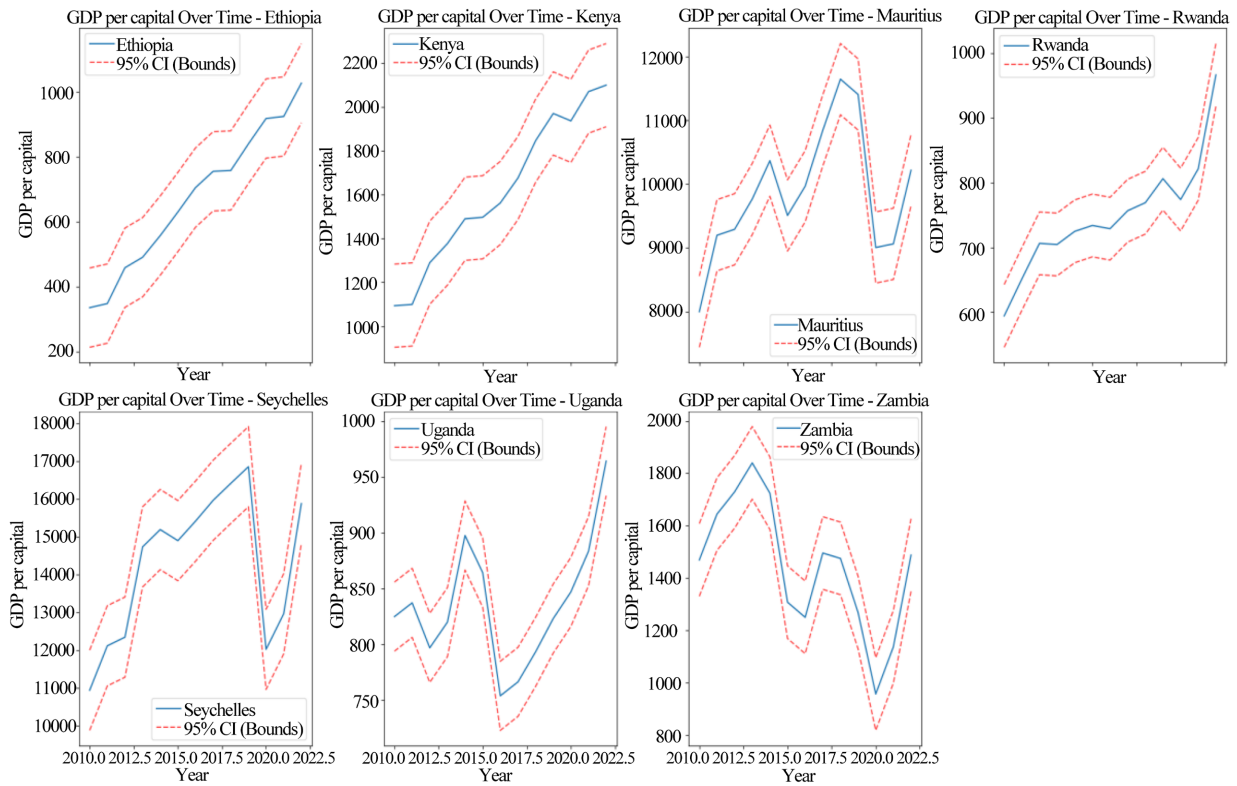 GDP per capital Over Time - Ethiopia
Ethiopia
95% CI (Bounds)
GDP per capital
1000
800
600
400
200
Year
GDP per capital Over Time - Kenya
Kenya
95% CI (Bounds)
GDP per capital
2200
2000
1800
1600
1400
1200
1000
Year
GDP per capital Over Time - Mauritius
GDP per capital
12000
11000
10000
9000
8000
Mauritius
95% CI (Bounds)
Year
GDP per capital Over Time - Rwanda
Rwanda
95% CI (Bounds)
GDP per capital
1000
900
800
700
600
Year
GDP per capital Over Time - Seychelles
GDP per capital
18000
17000
16000
15000
14000
13000
12000
11000
10000
Seychelles
95% CI (Bounds)
2010.0 2012.5 2015.0 2017.5 2020.0 2022.5
Year
GDP per capital Over Time - Uganda
Uganda
95% CI (Bounds)
GDP per capital
1000
950
900
850
800
750
2010.0 2012.5 2015.0 2017.5 2020.0 2022.5
Year
GDP per capital Over Time - Zambia
Zambia
95% CI (Bounds)
GDP per capital
2000
1800
1600
1400
1200
1000
800
2010.0 2012.5 2015.0 2017.5 2020.0 2022.5
Year